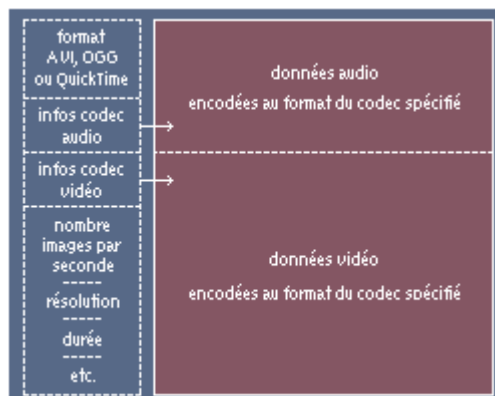 format
AVI, OGG
ou QuickTime
infos codec
audio
infos codec
vidéo
nombre
images par
seconde
résolution
durée
etc.
données audio
encodées au format du codec spécifié
données vidéo
encodées au format du codec spécifié